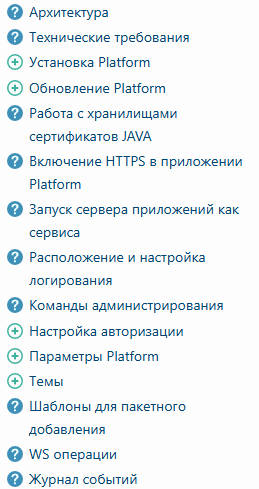 Архитектура
Технические требования
Установка Platform
Обновление Platform
Работа с хранилищами
сертификатов JAVA
Включение HTTPS в приложении
Platform
Запуск сервера приложений как
сервиса
Расположение и настройка
логирования
Команды администрирования
Настройка авторизации
Параметры Platform
Темы
Шаблоны для пакетного
добавления
WS операции
Журнал событий